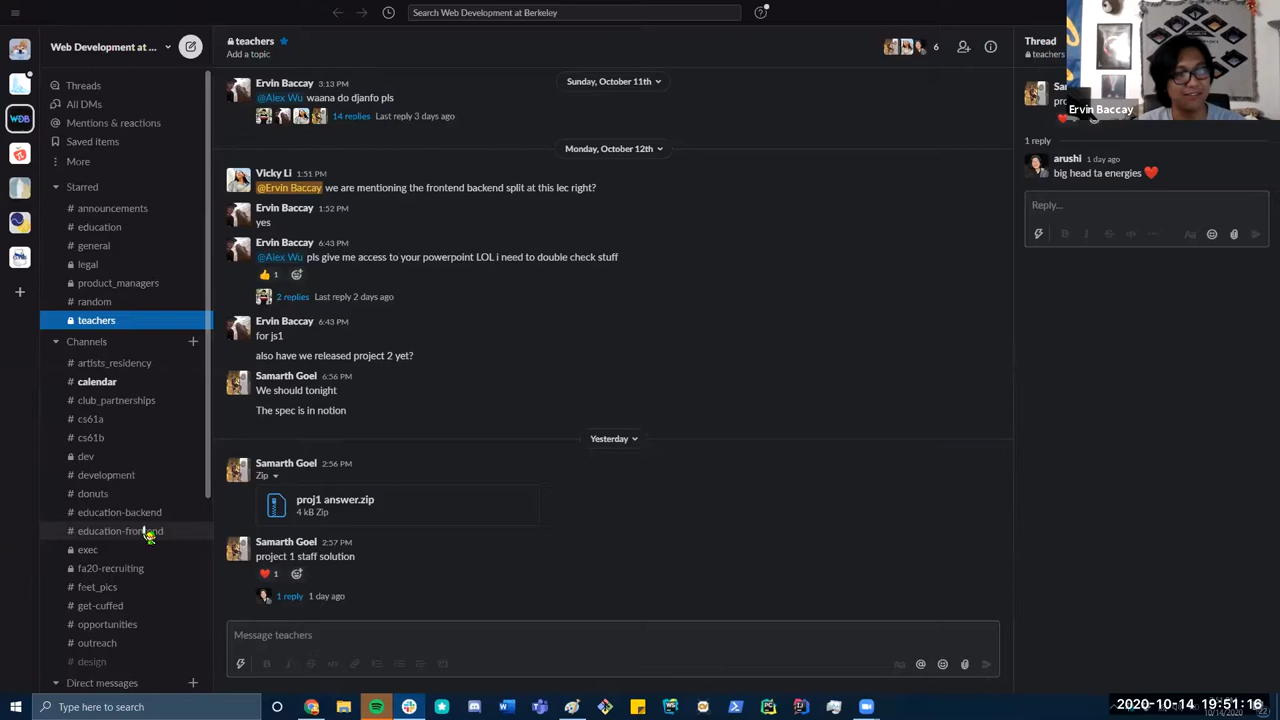 Search Web Development at Berkeley
Web Development at ...
Threads
All DMs
Mentions & reactions
Saved items
More
Starred
# announcements
# education
# general
legal
product_managers
# random
teachers
Channels
# artists_residency
# calendar
# club_partnerships
# cs61a
# cs61b
dev
# development
# donuts
# education-backend
# education-frontend
exec
fa20-recruiting
# feet_pics
# get-cuffed
# opportunities
# outreach
# design
Direct messages
WDB
teachers
Add a topic
6
Sunday, October 11th
Ervin Baccay 3:13 PM
@Alex Wu waana do djanfo pls
14 replies Last reply 3 days ago
Monday, October 12th
Vicky Li 1:51 PM
@Ervin Baccay we are mentioning the frontend backend split at this lec right?
Ervin Baccay 1:52 PM
yes
Ervin Baccay 6:43 PM
@Alex Wu pls give me access to your powerpoint LOL i need to double check stuff
1
2 replies Last reply 2 days ago
Ervin Baccay 6:43 PM
for js1
also have we released project 2 yet?
Samarth Goel 6:56 PM
We should tonight
The spec is in notion
Yesterday
Samarth Goel 2:56 PM
Zip
proj1 answer.zip
4 kB Zip
Samarth Goel 2:57 PM
project 1 staff solution
1
1 reply 1 day ago
Message teachers
Thread
teachers
Ervin Baccay
1 reply
arushi 1 day ago
big head ta energies
Reply...
Type here to search
2020-10-14 19:51:16